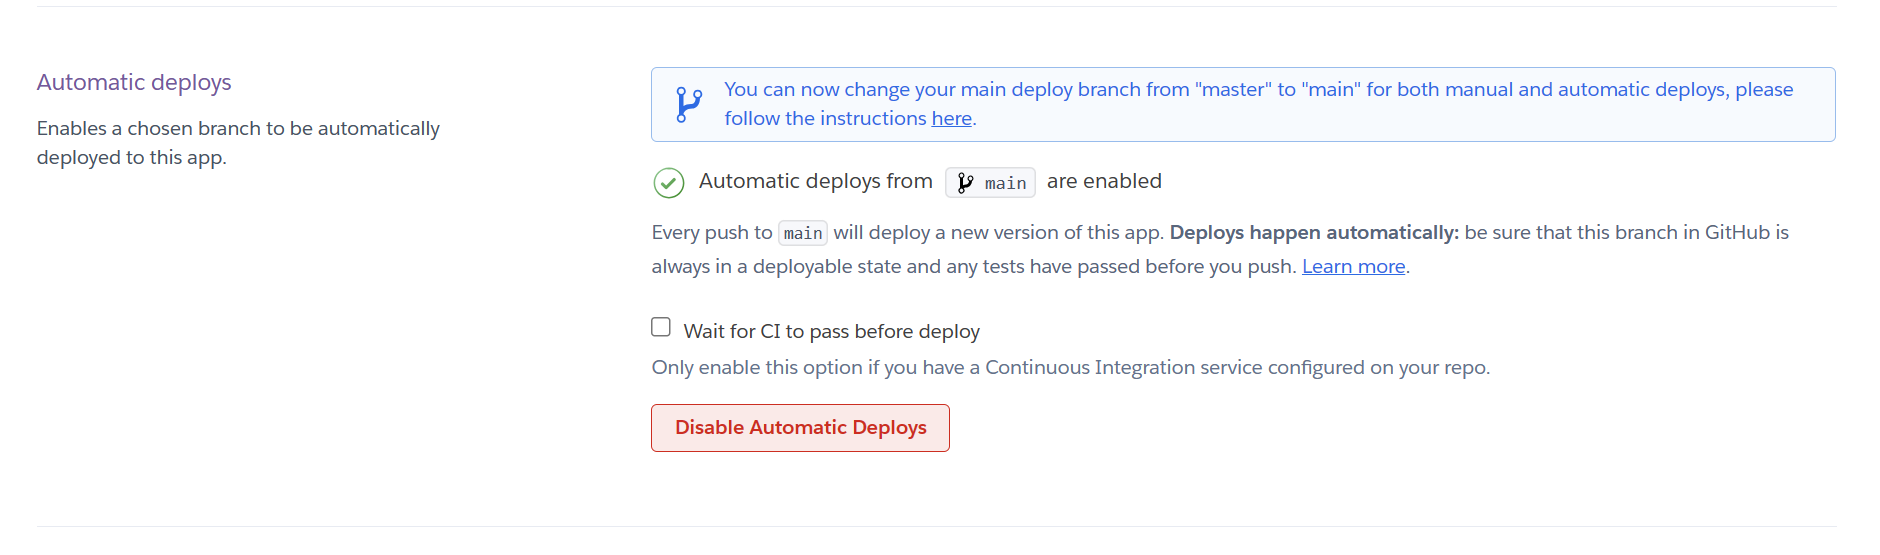 Automatic deploys
Enables a chosen branch to be automatically
deployed to this app.
You can now change your main deploy branch from "master" to "main" for both manual and automatic deploys, please
follow the instructions here.
Automatic deploys from main are enabled
Every push to main will deploy a new version of this app. Deploys happen automatically: be sure that this branch in GitHub is
always in a deployable state and any tests have passed before you push. Learn more.
Wait for CI to pass before deploy
Only enable this option if you have a Continuous Integration service configured on your repo.
Disable Automatic Deploys